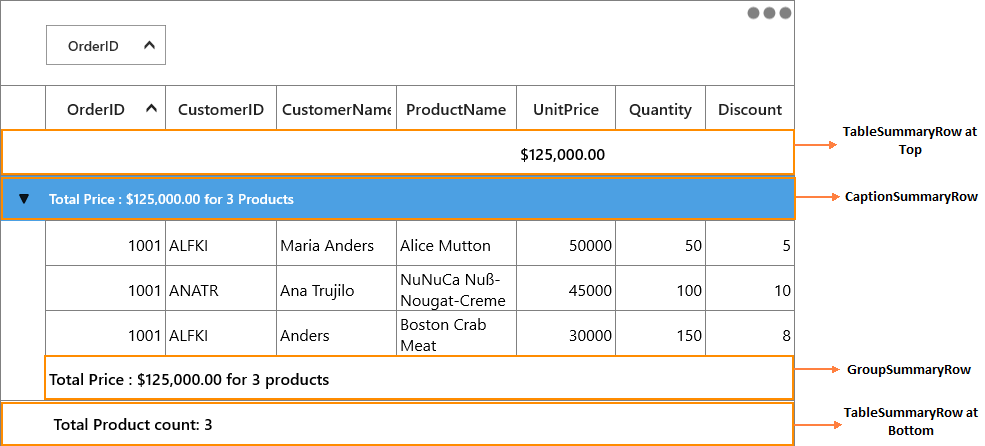 OrderID
OrderID CustomerID CustomerName ProductName UnitPrice Quantity Discount
$125,000.00
TableSummaryRow at
Top
Total Price : $125,000.00 for 3 Products
CaptionSummaryRow
1001 ALFKI Maria Anders Alice Mutton 50000 50 5
1001 ANATR Ana Trujilo NuNuCa Nuß-
Nougat-Creme 45000 100 10
1001 ALFKI Anders Boston Crab
Meat 30000 150 8
Total Price : $125,000.00 for 3 products
GroupSummaryRow
Total Product count: 3
TableSummaryRow at
Bottom